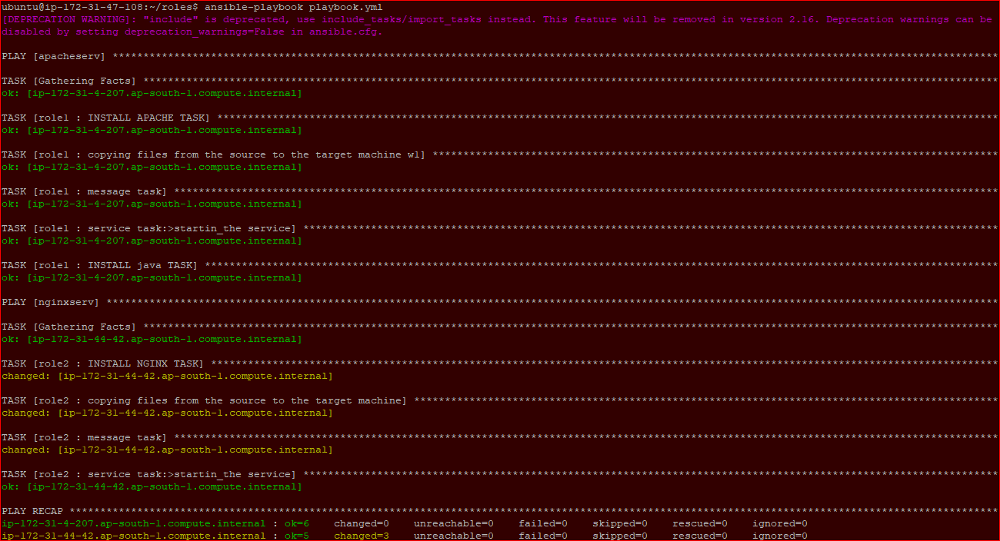 ubuntu@ip-172-31-47-108:~/roles$ ansible-playbook playbook.yml
[DEPRECATION WARNING]: "include" is deprecated, use include_tasks/import_tasks instead. This feature will be removed in version 2.16. Deprecation warnings can be
disabled by setting deprecation_warnings=False in ansible.cfg.
PLAY [apacheserv] ************************************************************************************************************************************************
TASK [Gathering Facts] *******************************************************************************************************************************************
ok: [ip-172-31-4-207.ap-south-1.compute.internal]
TASK [role1 : INSTALL APACHE TASK] *******************************************************************************************************************************
ok: [ip-172-31-4-207.ap-south-1.compute.internal]
TASK [role1 : copying files from the source to the target machine w1] ********************************************************************************************
ok: [ip-172-31-4-207.ap-south-1.compute.internal]
TASK [role1 : message task] **************************************************************************************************************************************
ok: [ip-172-31-4-207.ap-south-1.compute.internal]
TASK [role1 : service task:>startin_the service] *****************************************************************************************************************
ok: [ip-172-31-4-207.ap-south-1.compute.internal]
TASK [role1 : INSTALL java TASK] *********************************************************************************************************************************
ok: [ip-172-31-4-207.ap-south-1.compute.internal]
PLAY [nginxserv] *************************************************************************************************************************************************
TASK [Gathering Facts] *******************************************************************************************************************************************
ok: [ip-172-31-44-42.ap-south-1.compute.internal]
TASK [role2 : INSTALL NGINX TASK] ********************************************************************************************************************************
changed: [ip-172-31-44-42.ap-south-1.compute.internal]
TASK [role2 : copying files from the source to the target machine] ***********************************************************************************************
changed: [ip-172-31-44-42.ap-south-1.compute.internal]
TASK [role2 : message task] **************************************************************************************************************************************
changed: [ip-172-31-44-42.ap-south-1.compute.internal]
TASK [role2 : service task:>startin_the service] *****************************************************************************************************************
ok: [ip-172-31-44-42.ap-south-1.compute.internal]
PLAY RECAP *******************************************************************************************************************************************************
ip-172-31-4-207.ap-south-1.compute.internal : ok=6    changed=0    unreachable=0    failed=0    skipped=0    rescued=0    ignored=0
ip-172-31-44-42.ap-south-1.compute.internal : ok=5    changed=3    unreachable=0    failed=0    skipped=0    rescued=0    ignored=0